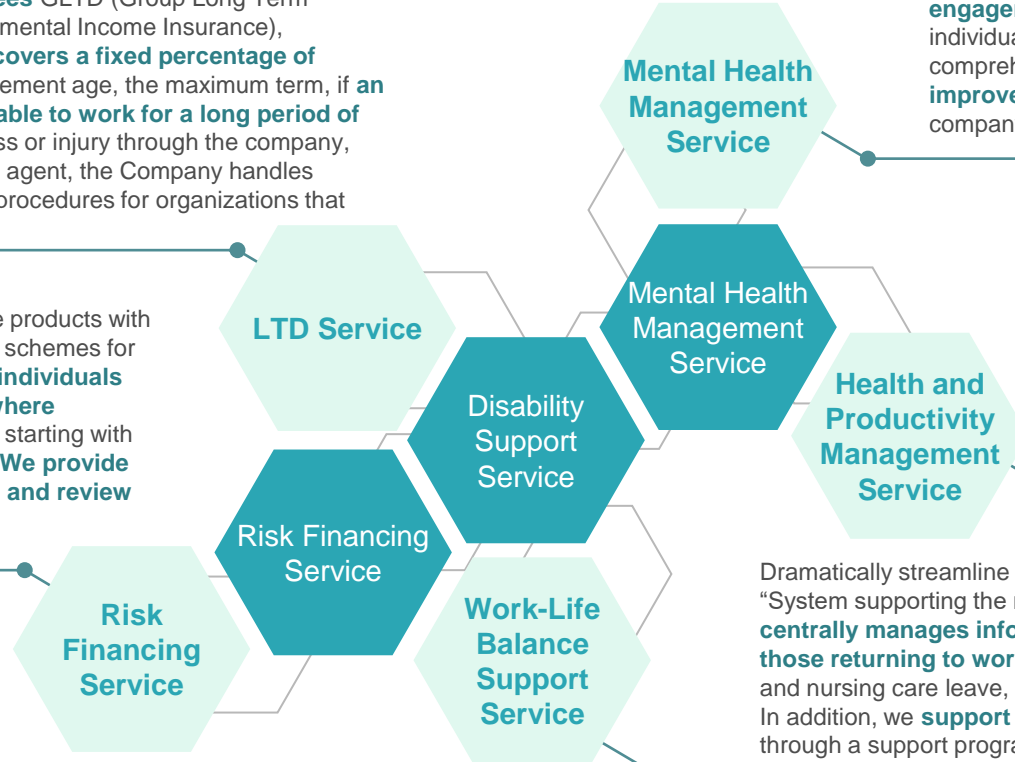 GLTD (Group Long Term
mental Income Insurance),
covers a fixed percentage of
ement age, the maximum term, if an
able to work for a long period of
ss or injury through the company,
agent, the Company handles
procedures for organizations that
engage
individua
compreh
improve
compan
Mental Health
Management
Service
Mental Health
Management
Service
LTD Service
e products with
schemes for
individuals
where
starting with
We provide
and review
Disability
Support
Service
Health and
Productivity
Management
Service
Risk Financing
Service
Risk
Financing
Service
Work-Life
Balance
Support
Service
Dramatically streamline
“System supporting the
centrally manages info
those returning to wor
and nursing care leave,
In addition, we support
through a support progra